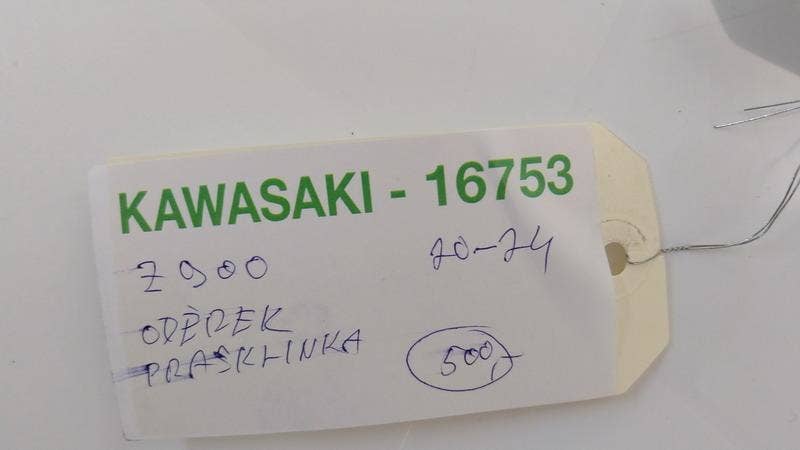 KAWASAKI - 16753
Z900 20-24
ODĚREK
PRASKLINKA 500,-